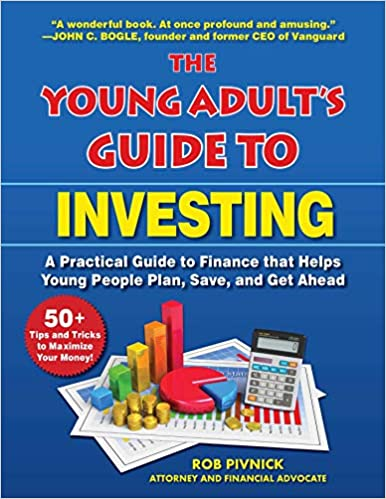 "A wonderful book. At once profound and amusing."
—JOHN C. BOGLE, founder and former CEO of Vanguard
THE
YOUNG ADULT'S
GUIDE TO
INVESTING
A Practical Guide to Finance that Helps
Young People Plan, Save, and Get Ahead
50+
Tips and Tricks
to Maximize
Your Money!
ROB PIVNICK
ATTORNEY AND FINANCIAL ADVOCATE